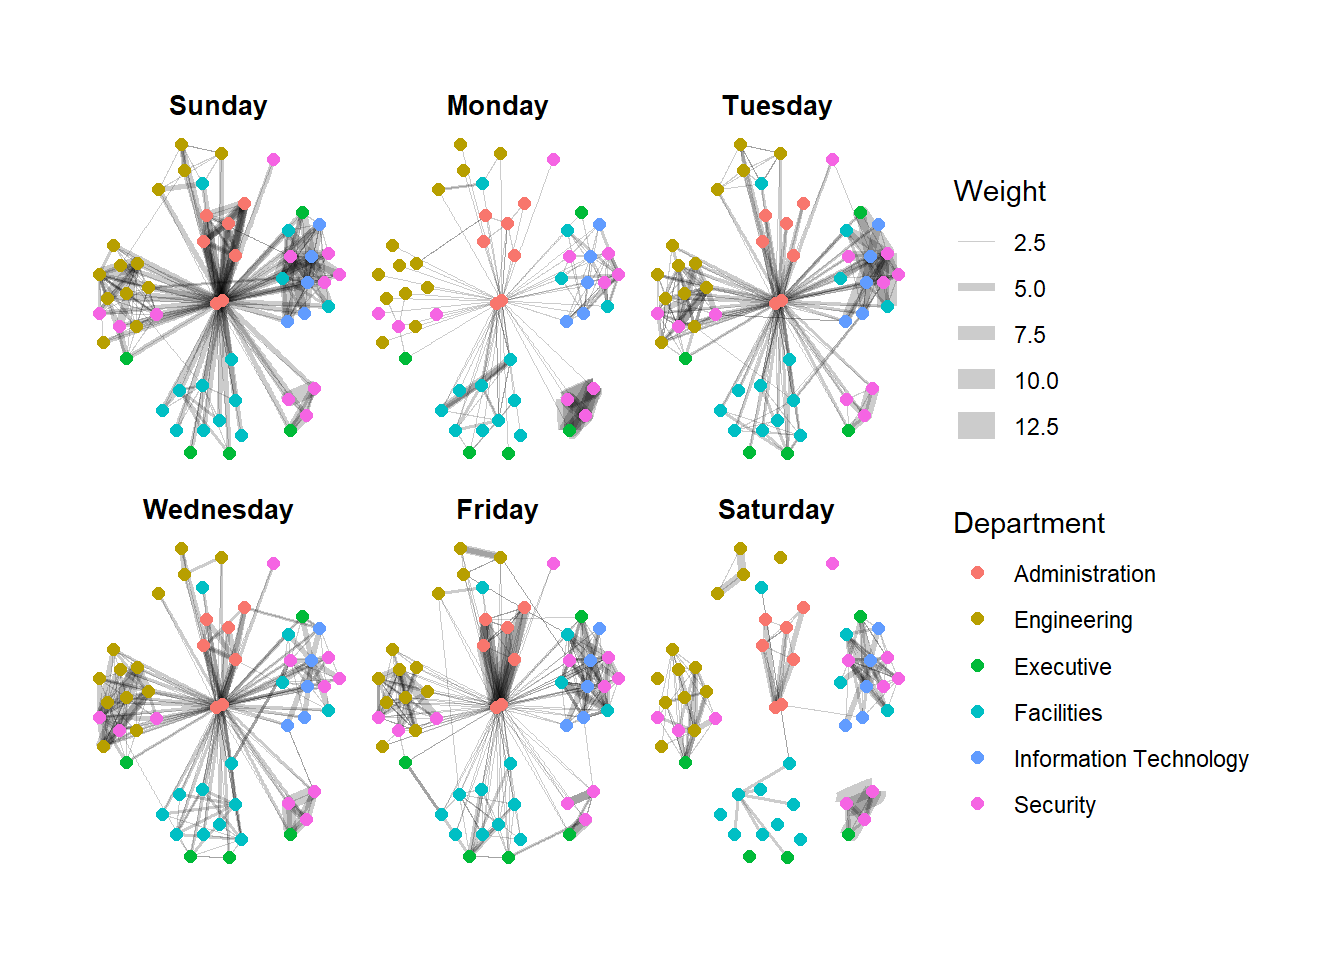 Sunday
Monday
Tuesday
Wednesday
Friday
Saturday
Weight
2.5
5.0
7.5
10.0
12.5
Department
Administration
Engineering
Executive
Facilities
Information Technology
Security